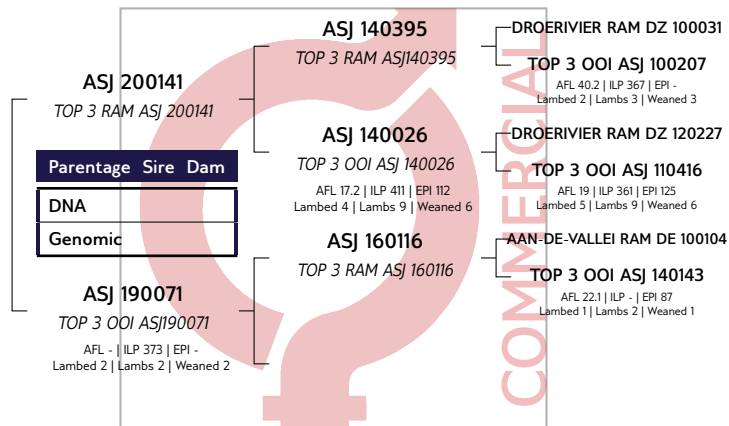 ASJ 200141
TOP 3 RAM ASJ 200141
Parentage Sire Dam
DNA
Genomic
ASJ 190071
TOP 3 OOI ASJ190071
AFL - | ILP 373 | EPI -
Lambed 2 | Lambs 2 | Weaned 2
ASJ 140395
TOP 3 RAM ASJ140395
ASJ 140026
TOP 3 OOI ASJ 140026
AFL 17.2 | ILP 411 | EPI 112
Lambed 4 | Lambs 9 | Weaned 6
ASJ 160116
TOP 3 RAM ASJ 160116
DROERIVIER RAM DZ 100031
TOP 3 OOI ASJ 100207
AFL 40.2 | ILP 367 | EPI -
Lambed 2 | Lambs 3 | Weaned 3
DROERIVIER RAM DZ 120227
TOP 3 OOI ASJ 110416
AFL 19 | ILP 361 | EPI 125
Lambed 5 | Lambs 9 | Weaned 6
AAN-DE-VALLEI RAM DE 100104
TOP 3 OOI ASJ 140143
AFL 22.1 | ILP - | EPI 87
Lambed 1 | Lambs 2 | Weaned 1
COMMERCIAL